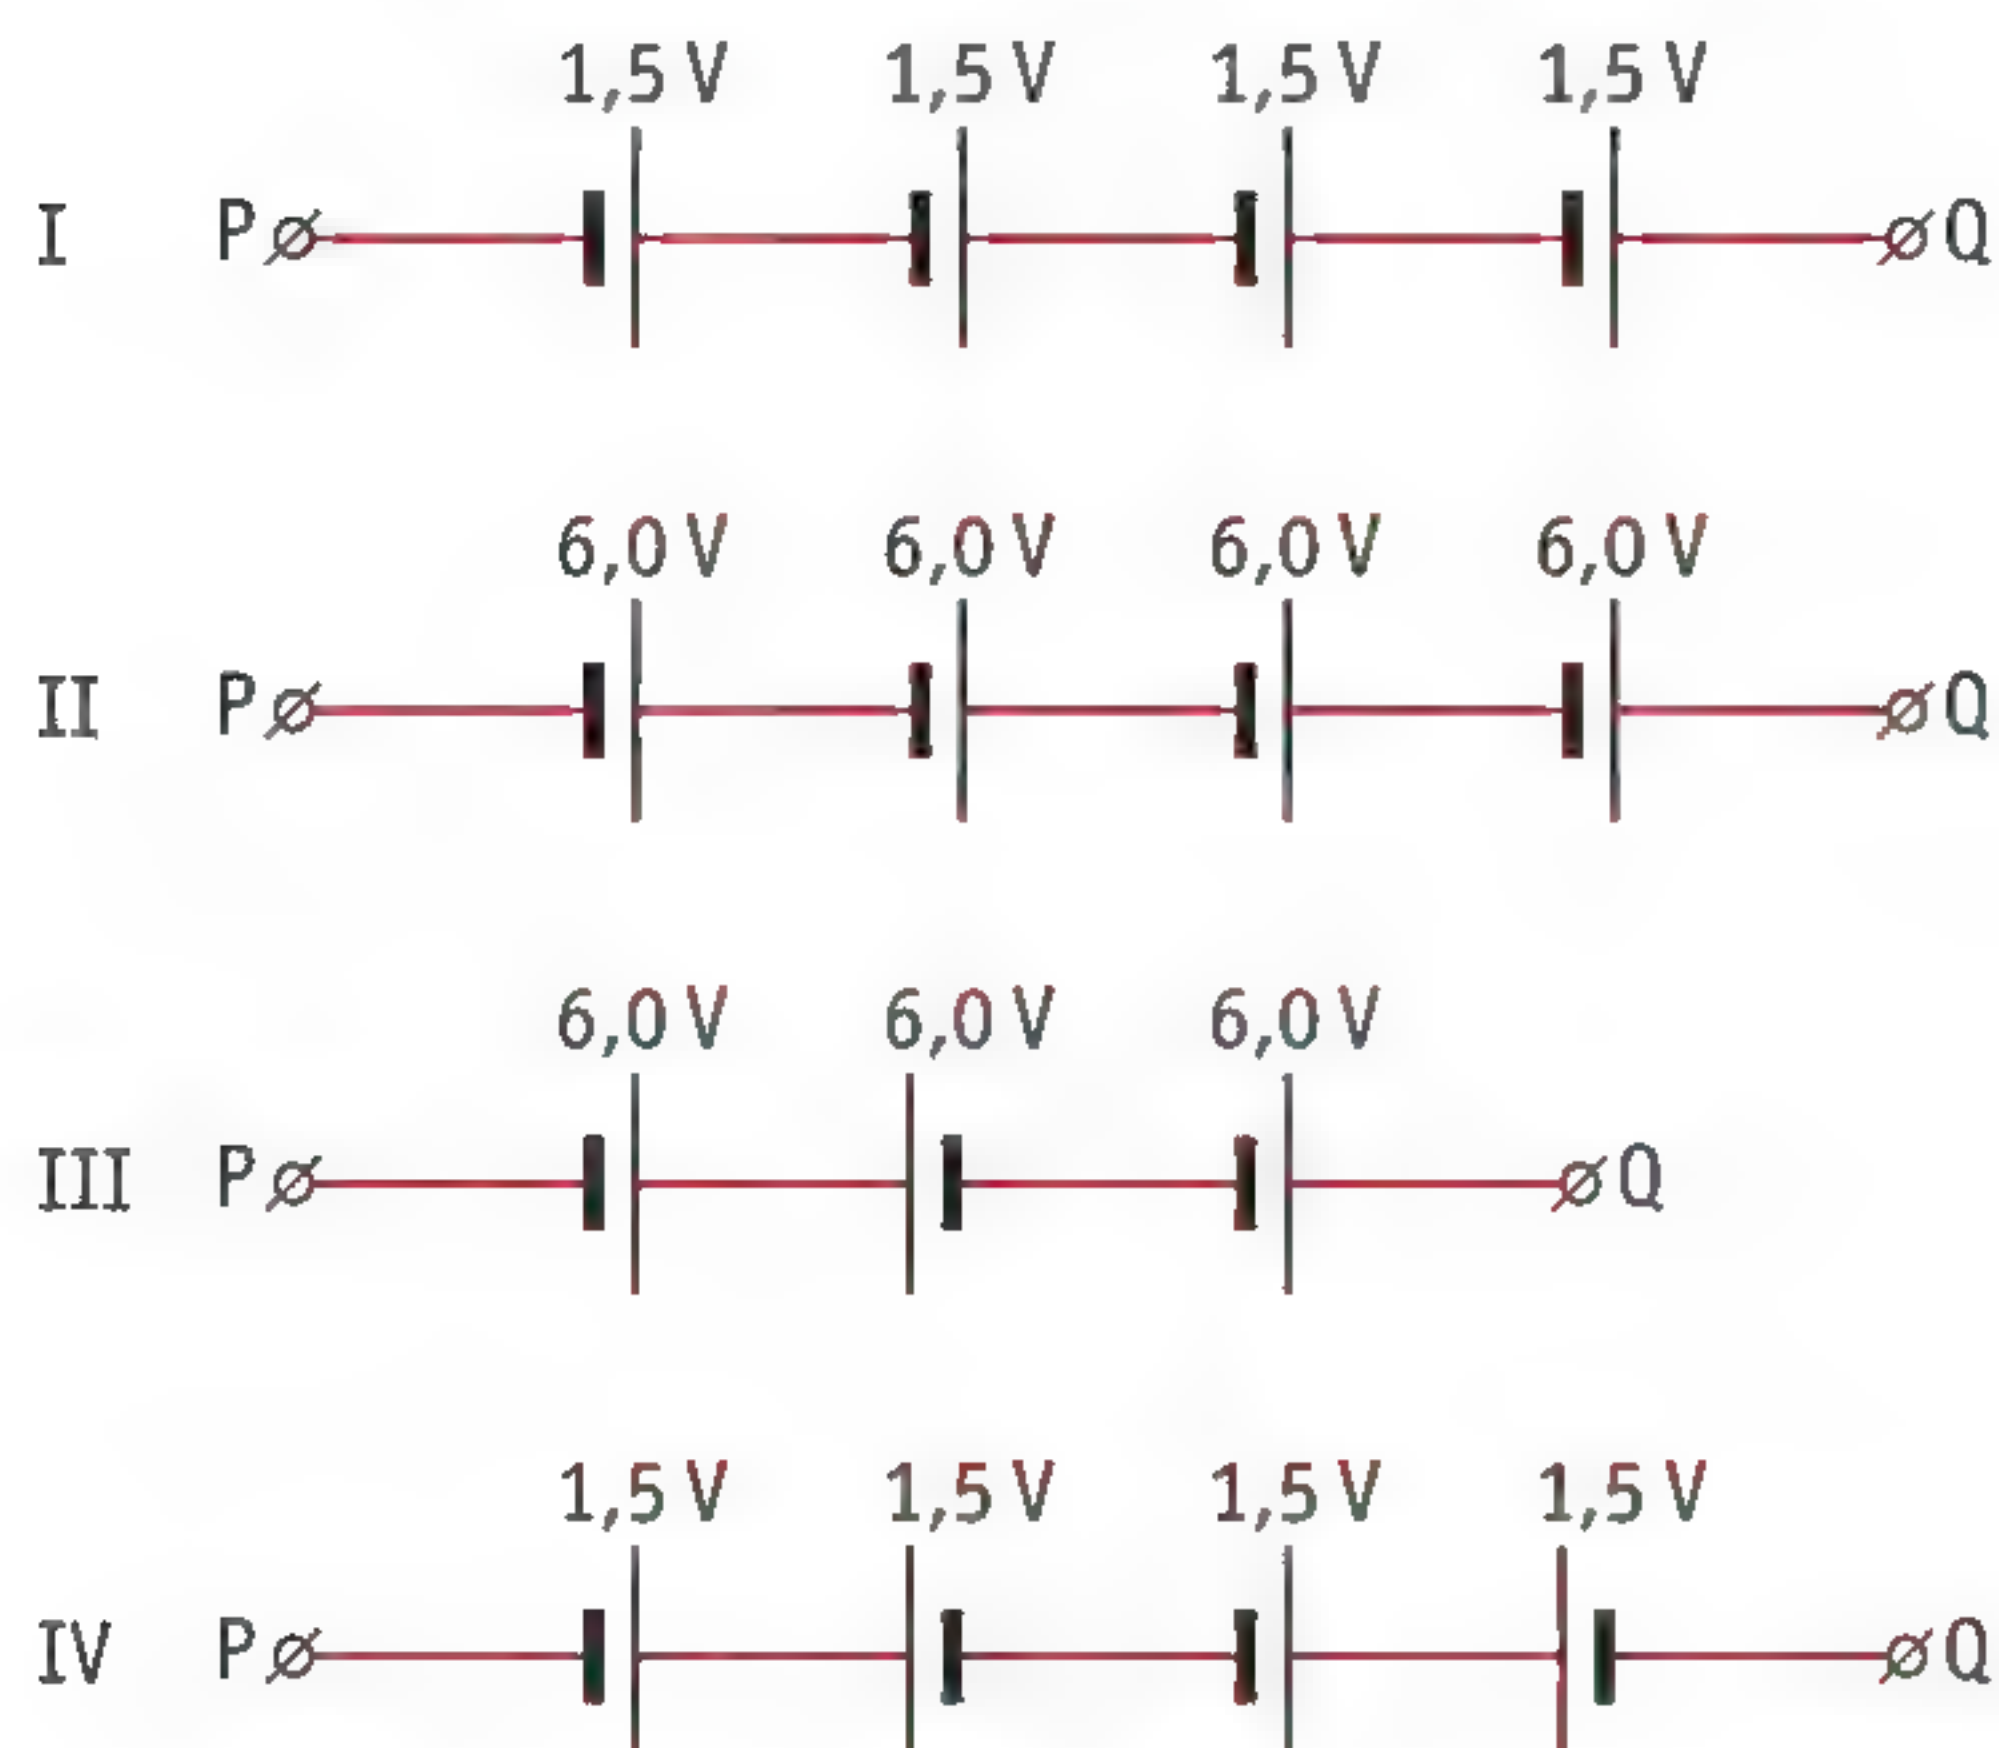 1,5 V 1,5 V 1,5 V 1,5 V
I P Q
6,0 V 6,0 V 6,0 V 6,0 V
II P Q
6,0 V 6,0 V 6,0 V
III P Q
1,5 V 1,5 V 1,5 V 1,5 V
IV P Q